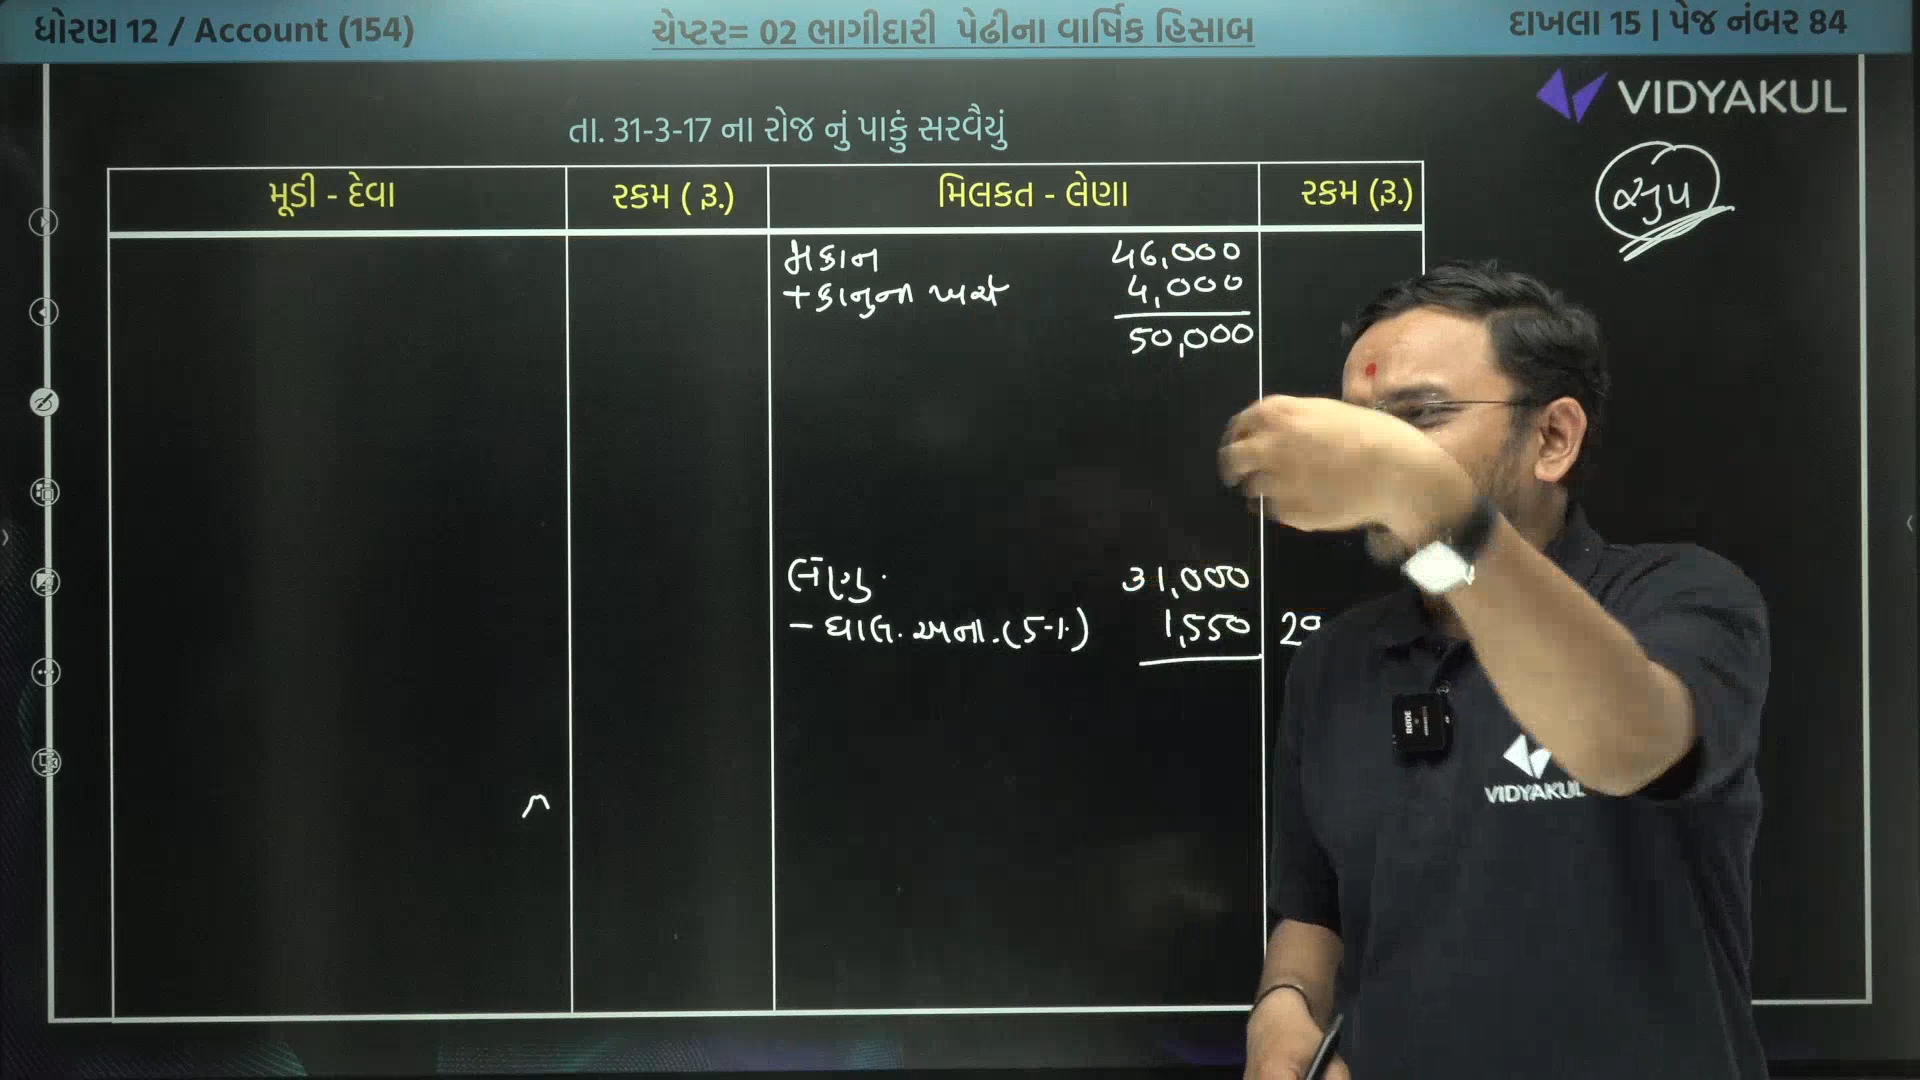 ધોરણ 12 / Account (154)
ચેપ્ટર= 02 ભાગીદારી પેઢીના વાર્ષિક હિસાબ
દાખલા 15 | પેજ નંબર 84
VIDYAKUL
તા. 31-3-17 ના રોજ નું પાકું સરવૈયું
મૂડી - દેવા
રકમ ( રૂ.)
મિલકત - લેણા
રકમ (રૂ.)
મકાન 46,000
+ કાનુની ખર્ચ 4,000
50,000
31,000
- ઘાલ. અના. (5%) 1,550
RØDE
VIDYAKUL